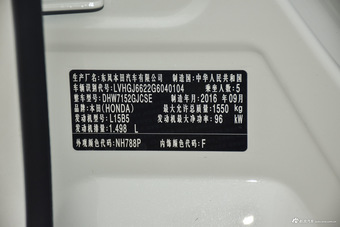 生产厂名:东风本田汽车有限公司 制造国:中华人民共和国
车辆识别代号:LVHGJ6622G6040104 乘坐人数:5
整车型号:DHW7152GJCSE 制造年月:2016 年 09月
品牌:本田(HONDA) 最大允许总质量:1550 kg
发动机型号:L15B5 发动机最大净功率:96 kW
发动机排量:1.498 L
外观颜色代码:NH788P 内饰颜色代码:F